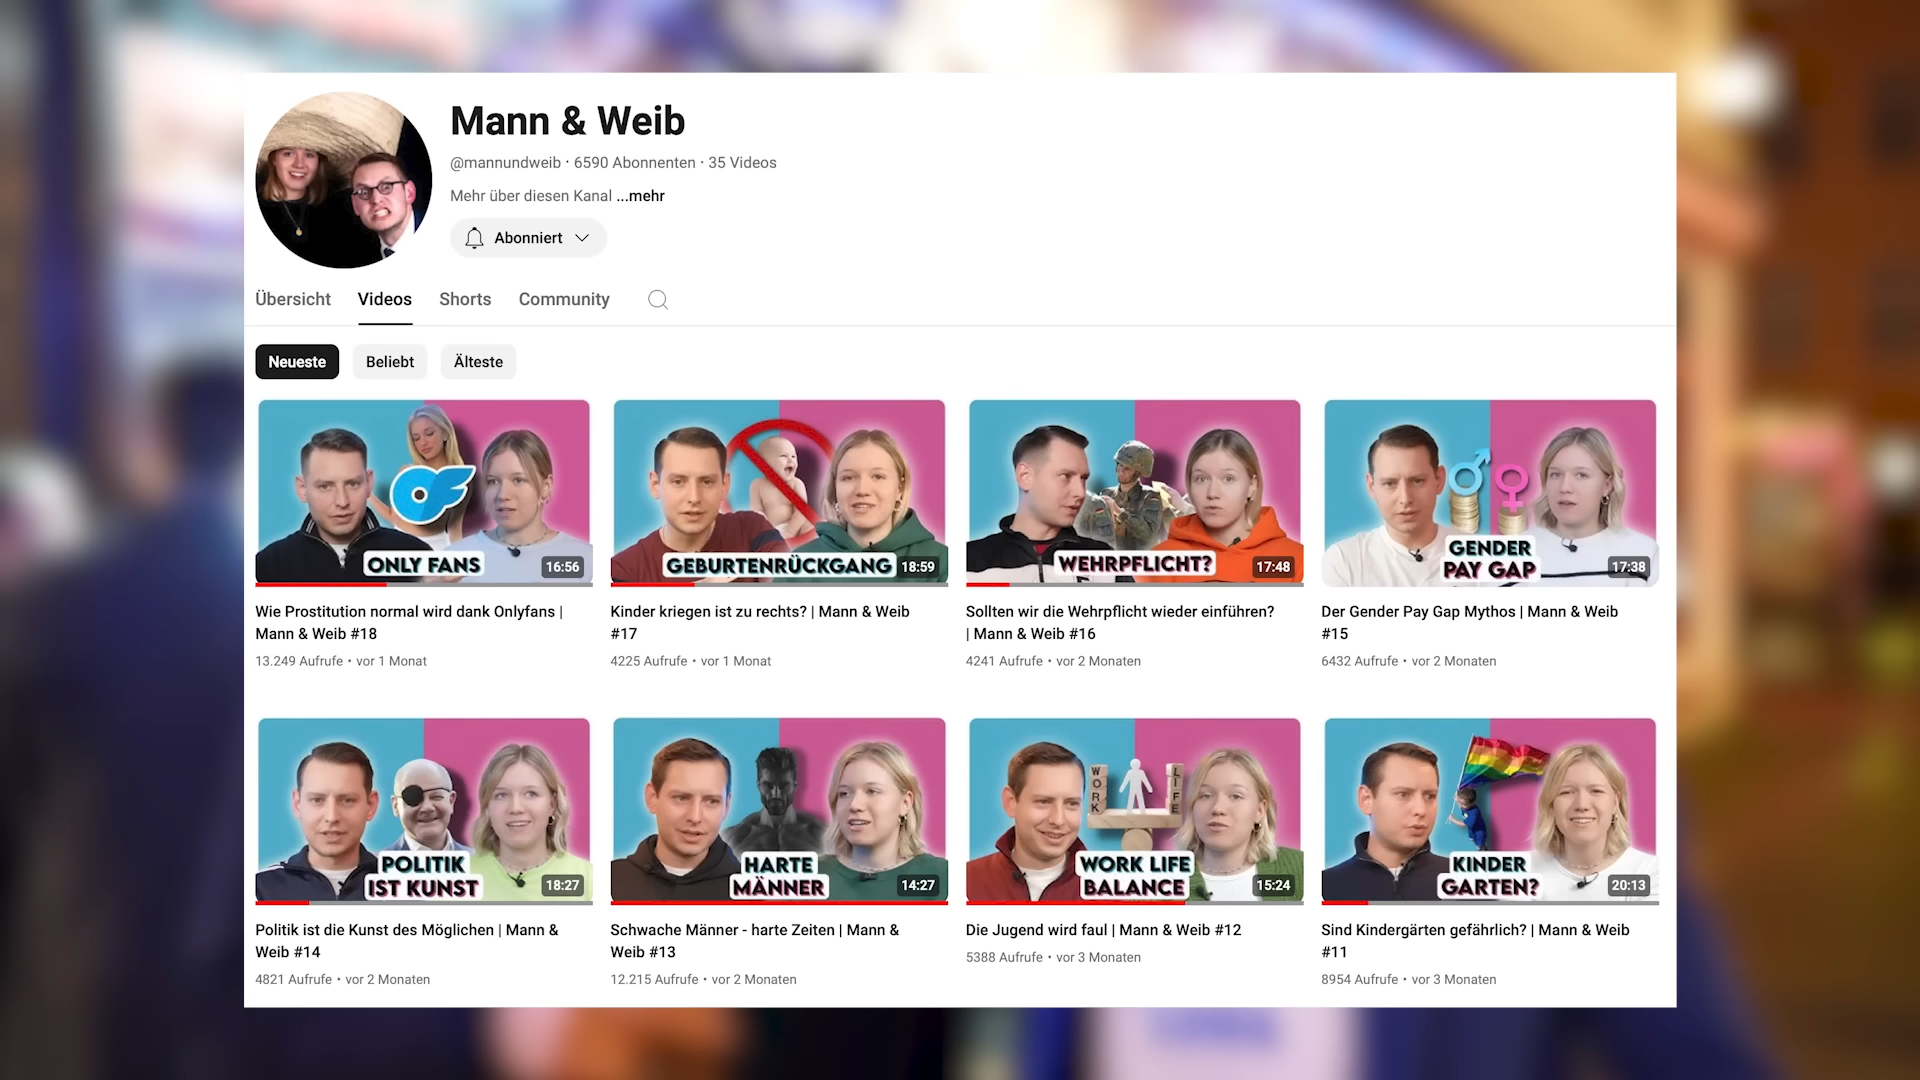 Mann & Weib
@mannundweib · 6590 Abonnenten · 35 Videos
Mehr über diesen Kanal ...mehr
Abonniert
Übersicht Videos Shorts Community
Neueste Beliebt Älteste
ONLY FANS
16:56
GEBURTENRÜCKGANG
18:59
WEHRPFLICHT?
17:48
GENDER
PAY GAP
17:38
Wie Prostitution normal wird dank Onlyfans |
Mann & Weib #18
13.249 Aufrufe • vor 1 Monat
Kinder kriegen ist zu rechts? | Mann & Weib
#17
4225 Aufrufe • vor 1 Monat
Sollten wir die Wehrpflicht wieder einführen?
| Mann & Weib #16
4241 Aufrufe • vor 2 Monaten
Der Gender Pay Gap Mythos | Mann & Weib
#15
6432 Aufrufe • vor 2 Monaten
POLITIK
IST KUNST
18:27
HARTE
MÄNNER
14:27
WORK
LIFE
WORK LIFE
BALANCE
15:24
KINDER
GARTEN?
20:13
Politik ist die Kunst des Möglichen | Mann &
Weib #14
4821 Aufrufe • vor 2 Monaten
Schwache Männer - harte Zeiten | Mann &
Weib #13
12.215 Aufrufe • vor 2 Monaten
Die Jugend wird faul | Mann & Weib #12
5388 Aufrufe • vor 3 Monaten
Sind Kindergärten gefährlich? | Mann & Weib
#11
8954 Aufrufe • vor 3 Monaten